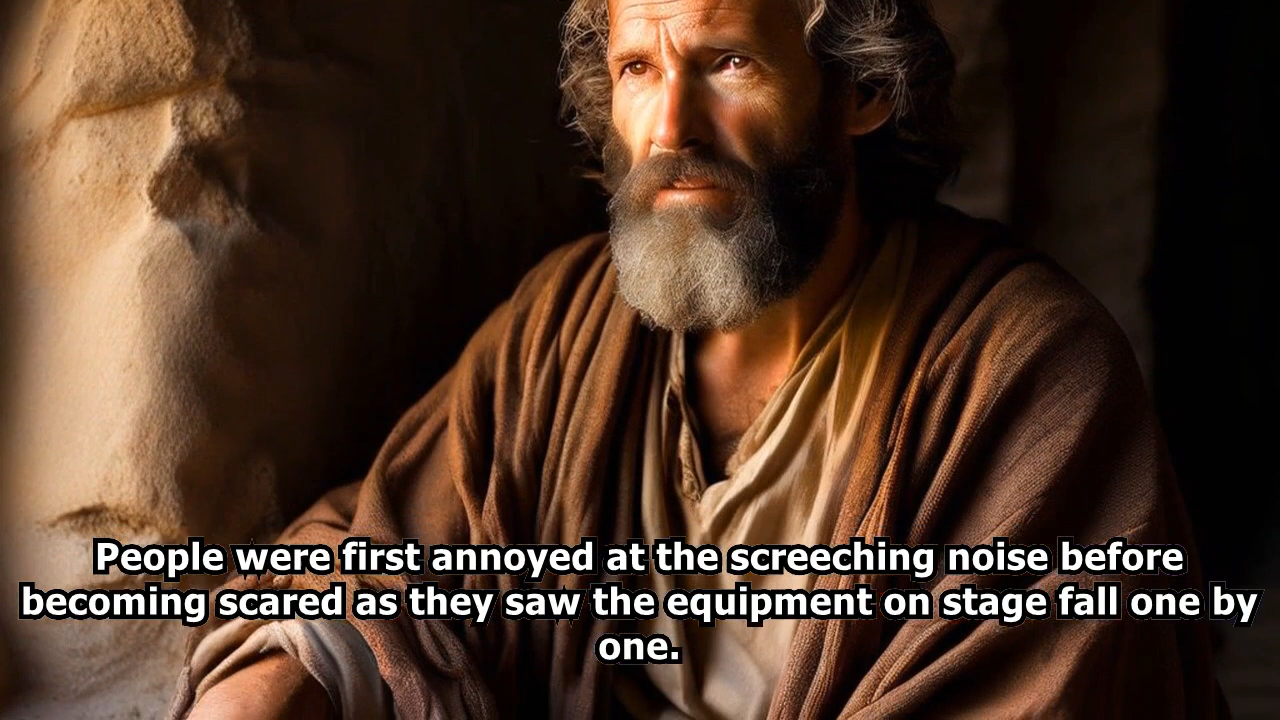 People were first annoyed at the screeching noise before
becoming scared as they saw the equipment on stage fall one by
one.